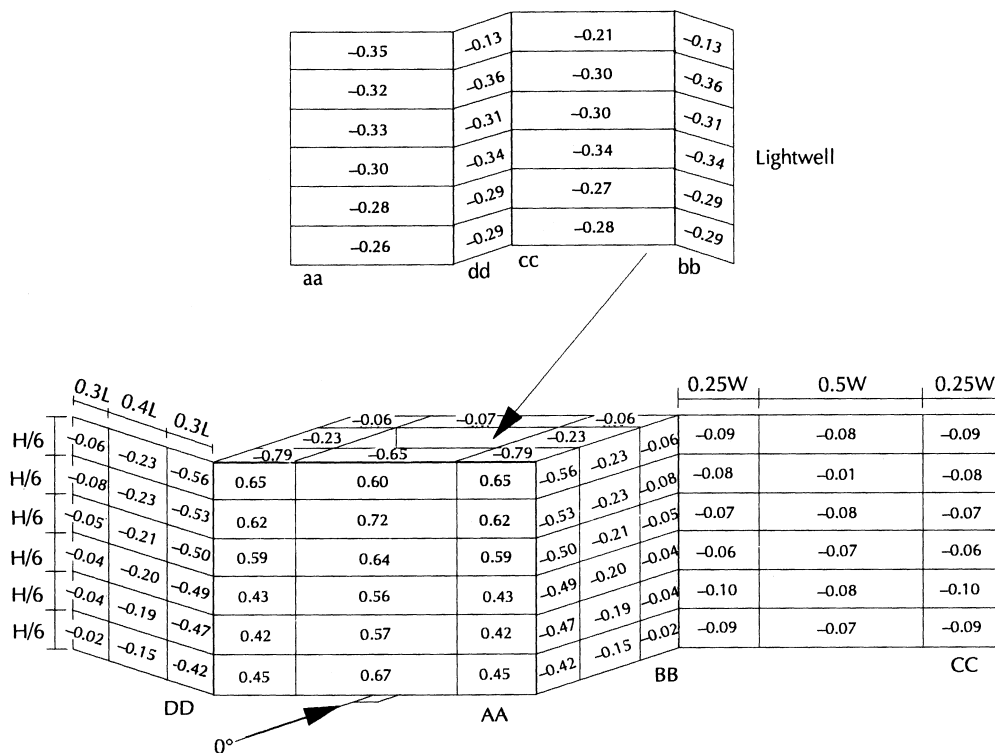 –0.35 –0.13 –0.21 –0.13
–0.32 –0.36 –0.30 –0.36
–0.33 –0.31 –0.30 –0.31
–0.30 –0.34 –0.34 –0.34
–0.28 –0.29 –0.27 –0.29
–0.26 –0.29 –0.28 –0.29
Lightwell
aa dd cc bb
0.3L 0.4L 0.3L
0.25W 0.5W 0.25W
–0.06 –0.07 –0.06
–0.23 –0.23
–0.79 –0.65 –0.79
H/6 –0.06 –0.23 –0.56 0.65 0.60 0.65 –0.56 –0.23 –0.06 –0.09 –0.08 –0.09
H/6 –0.08 –0.23 –0.53 0.62 0.72 0.62 –0.53 –0.23 –0.08 –0.08 –0.01 –0.08
H/6 –0.05 –0.21 –0.50 0.59 0.64 0.59 –0.50 –0.21 –0.05 –0.07 –0.08 –0.07
H/6 –0.04 –0.20 –0.49 0.43 0.56 0.43 –0.49 –0.20 –0.04 –0.06 –0.07 –0.06
H/6 –0.04 –0.19 –0.47 0.42 0.57 0.42 –0.47 –0.19 –0.04 –0.10 –0.08 –0.10
H/6 –0.02 –0.15 –0.42 0.45 0.67 0.45 –0.42 –0.15 –0.02 –0.09 –0.07 –0.09
DD AA BB CC
0°